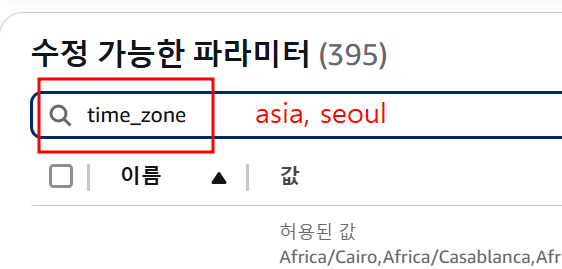 수정 가능한 파라미터 (395)
time_zone asia, seoul
이름 값
허용된 값
Africa/Cairo,Africa/Casablanca,Afr